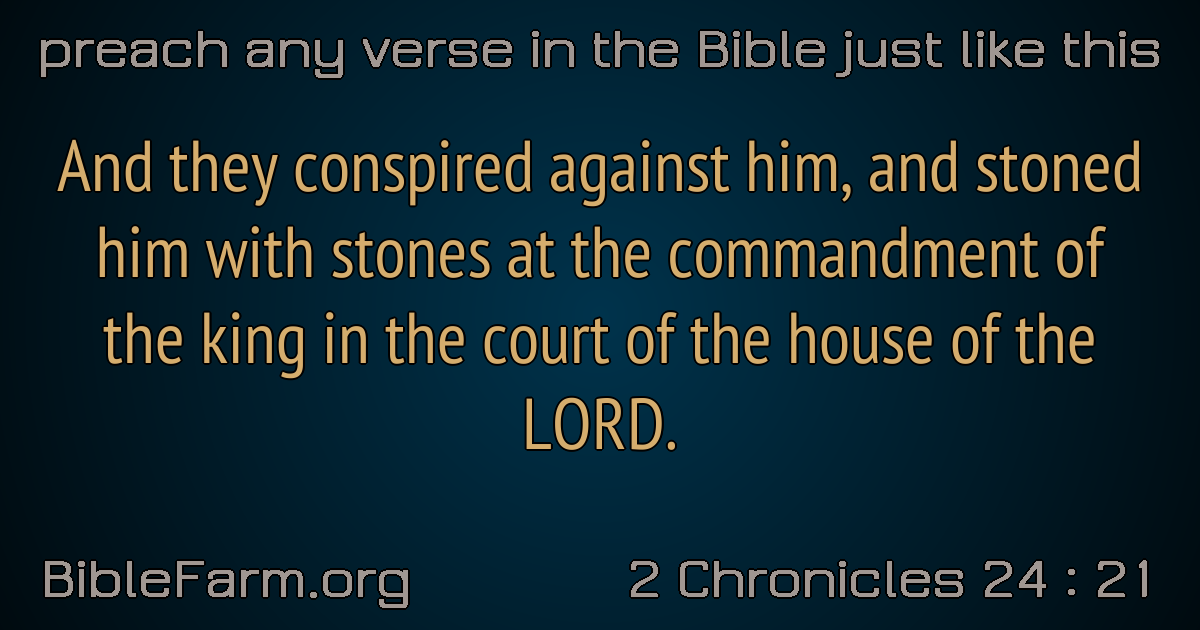 preach any verse in the Bible just like this
And they conspired against him, and stoned
him with stones at the commandment of
the king in the court of the house of the
LORD.
BibleFarm.org
2 Chronicles 24 : 21